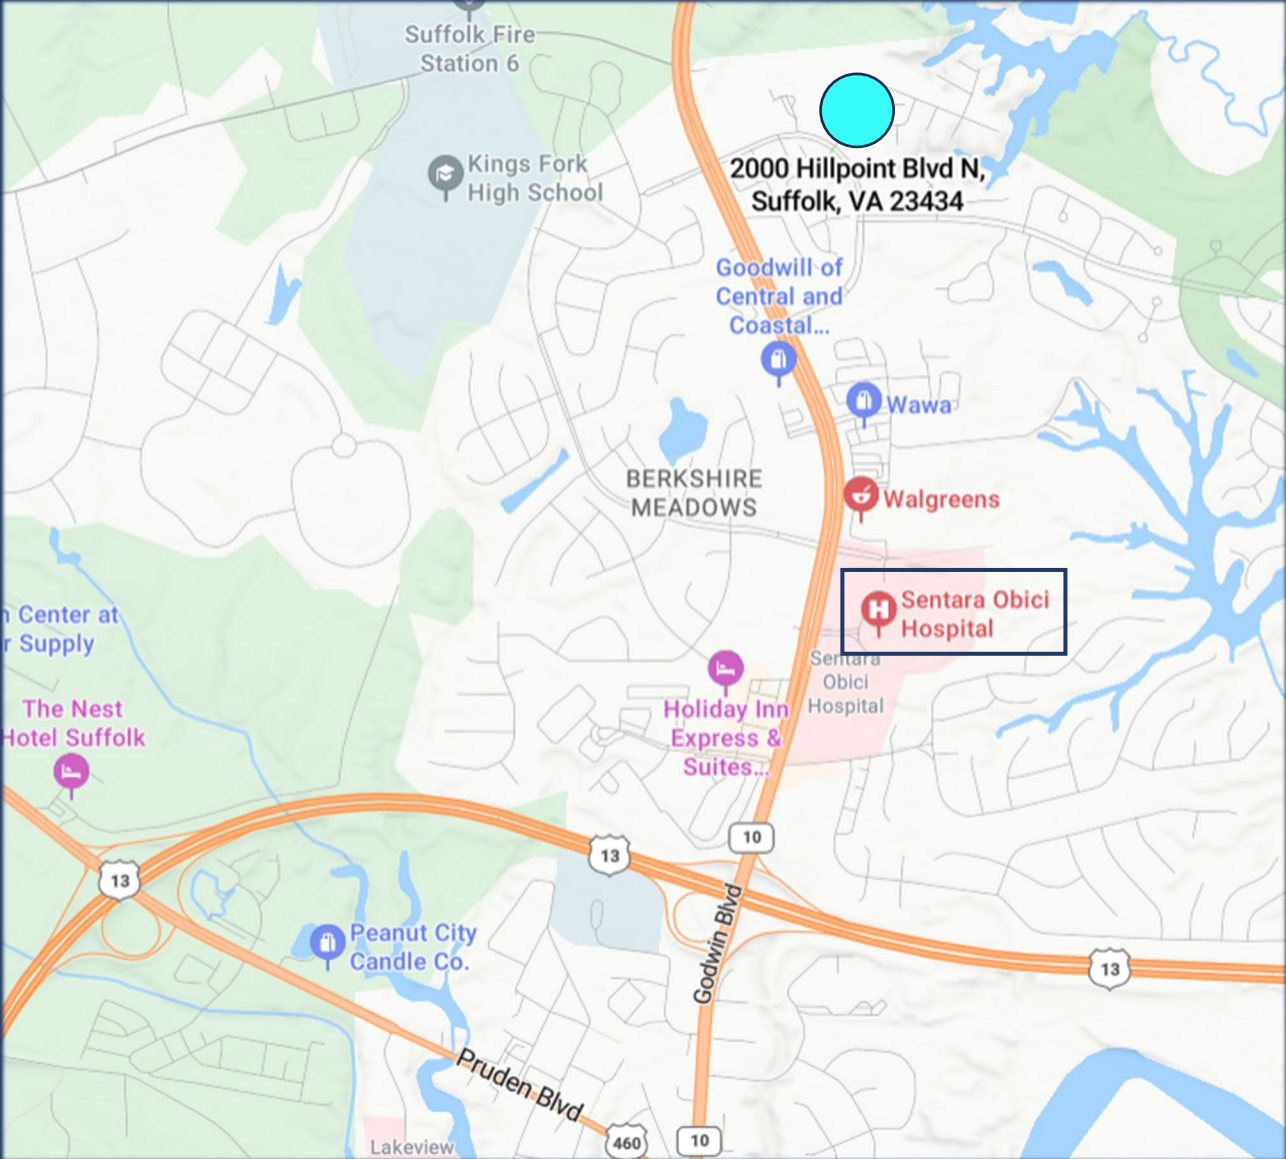 Suffolk Fire
Station 6
Kings Fork
High School
2000 Hillpoint Blvd N,
Suffolk, VA 23434
Goodwill of
Central and
Coastal...
Wawa
BERKSHIRE
MEADOWS
Walgreens
Sentara Obici
Hospital
Sentara
Obici
Hospital
n Center at
r Supply
The Nest
Hotel Suffolk
Holiday Inn
Express &
Suites...
10
13
13
Peanut City
Candle Co.
Godwin Blvd
13
Pruden Blvd
460
10
Lakeview